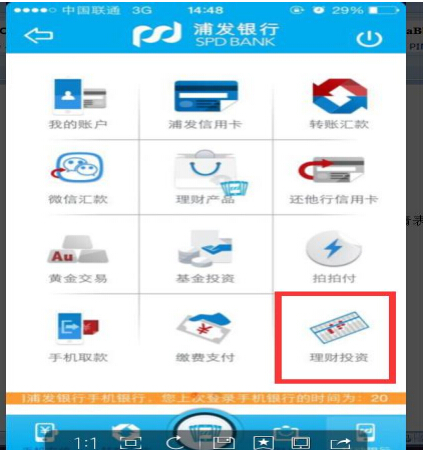 中国联通 3G 14:48 29%
浦发银行
SPD BANK
我的账户 浦发信用卡 转账汇款
微信汇款 理财产品 还他行信用卡
Au
黄金交易 基金投资 拍拍付
手机取款 缴费支付 理财投资
浦发银行手机银行，您上次登录手机银行的时间为：20
1:1